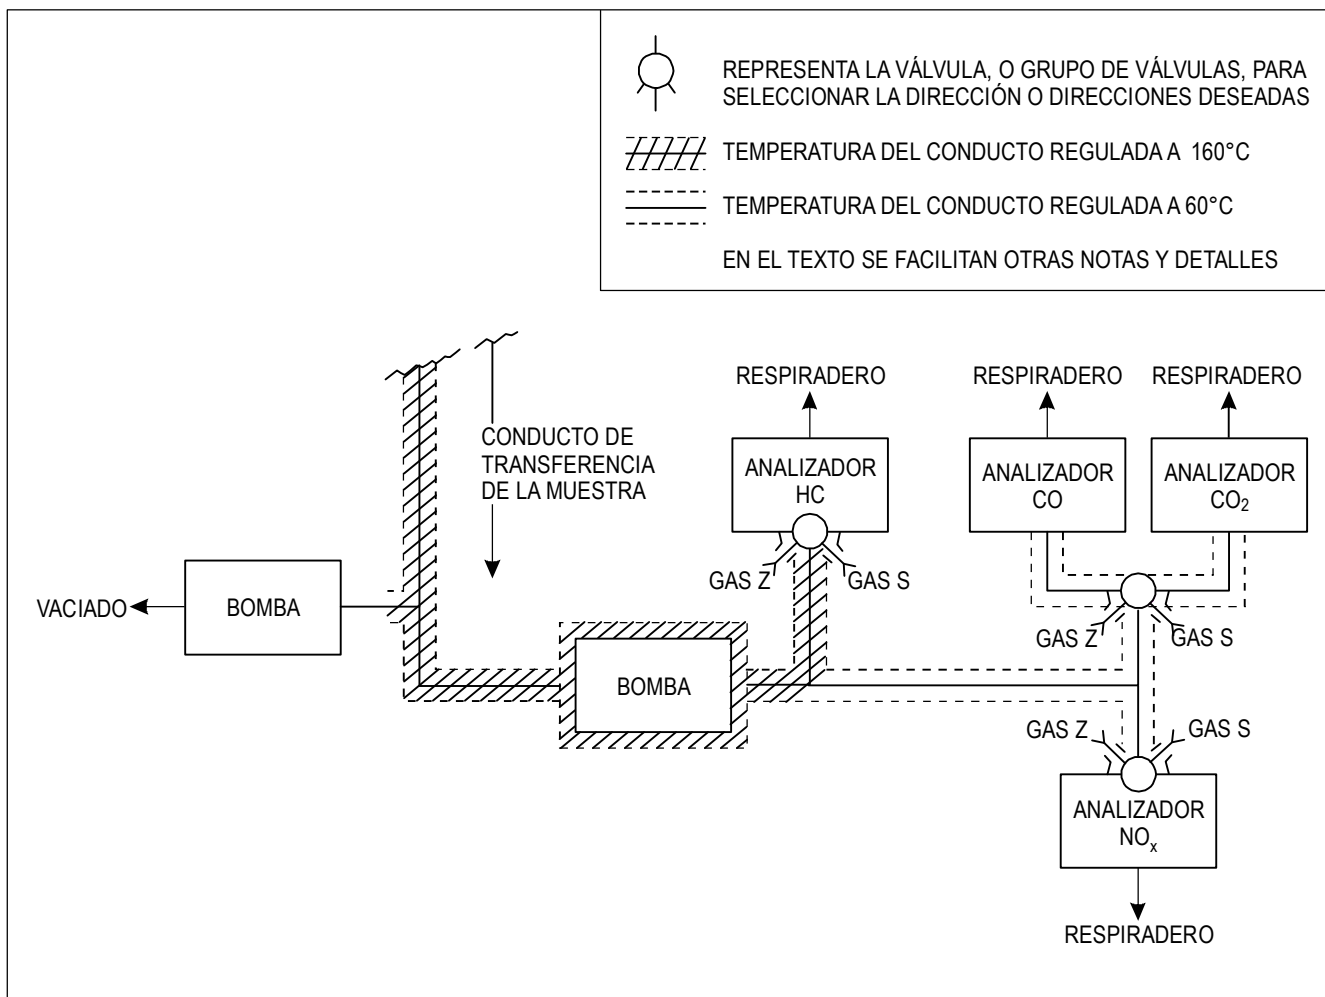 REPRESENTA LA VÁLVULA, O GRUPO DE VÁLVULAS, PARA
SELECCIONAR LA DIRECCIÓN O DIRECCIONES DESEADAS
TEMPERATURA DEL CONDUCTO REGULADA A 160°C
TEMPERATURA DEL CONDUCTO REGULADA A 60°C
EN EL TEXTO SE FACILITAN OTRAS NOTAS Y DETALLES
RESPIRADERO
RESPIRADERO
RESPIRADERO
CONDUCTO DE
TRANSFERENCIA
DE LA MUESTRA
ANALIZADOR
HC
ANALIZADOR
CO
ANALIZADOR
CO₂
GAS Z
GAS S
VACIADO
BOMBA
GAS Z
GAS S
BOMBA
GAS Z
GAS S
ANALIZADOR
NOₓ
RESPIRADERO